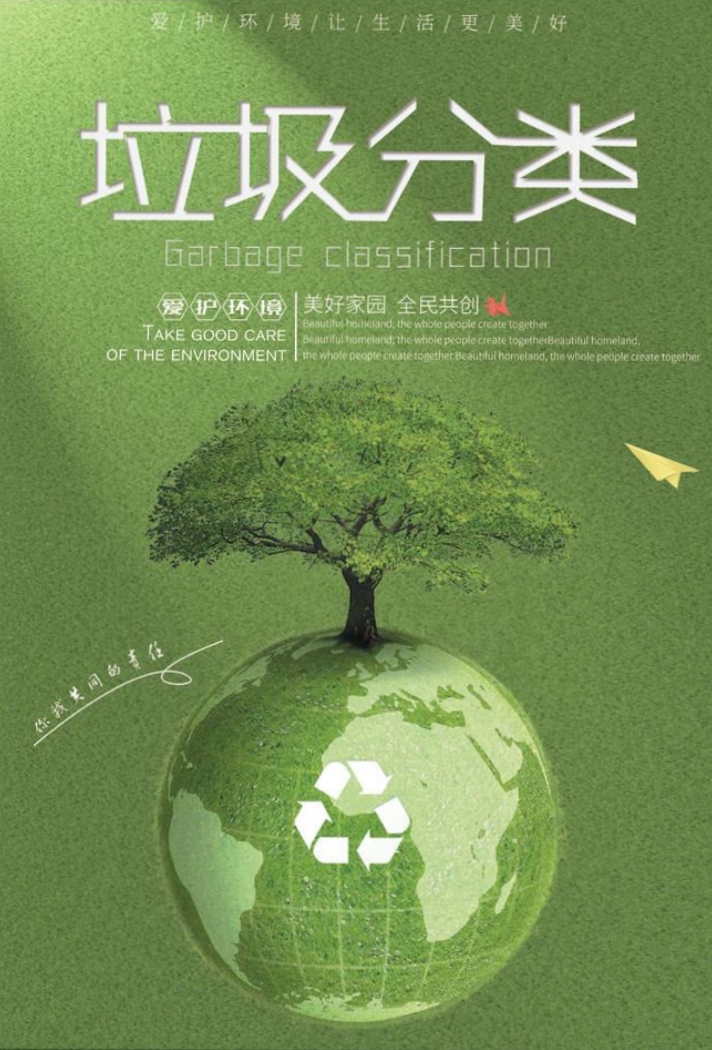 爱/护/环/境/让/生/活/更/美/好
垃圾分类
Garbage classification
爱护环境
TAKE GOOD CARE
OF THE ENVIRONMENT
美好家园 全民共创
Beautiful homeland, the whole people create together
Beautiful homeland, the whole people create togetherBeautiful homeland,
the whole people create together.Beautiful homeland, the whole people create together
你我共同的责任